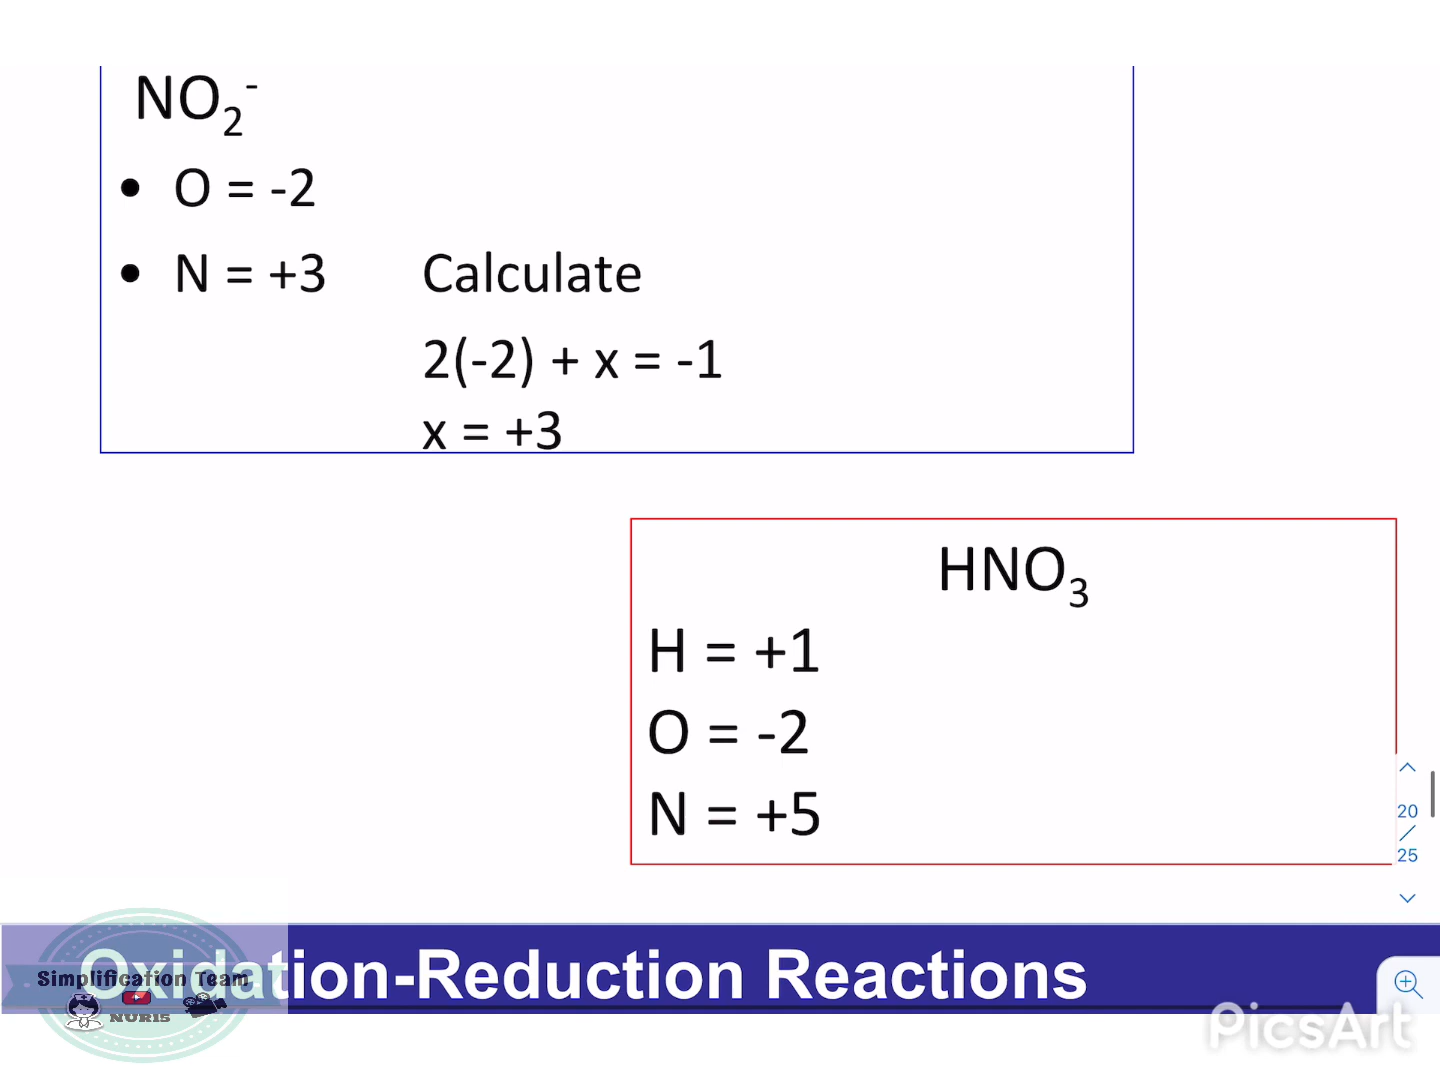 NO₂⁻
• O = -2
• N = +3 Calculate
2(-2) + x = -1
x = +3
HNO₃
H = +1
O = -2
N = +5
20
/
25
Oxidation-Reduction Reactions
Simplification Team
NURIS
PicsArt